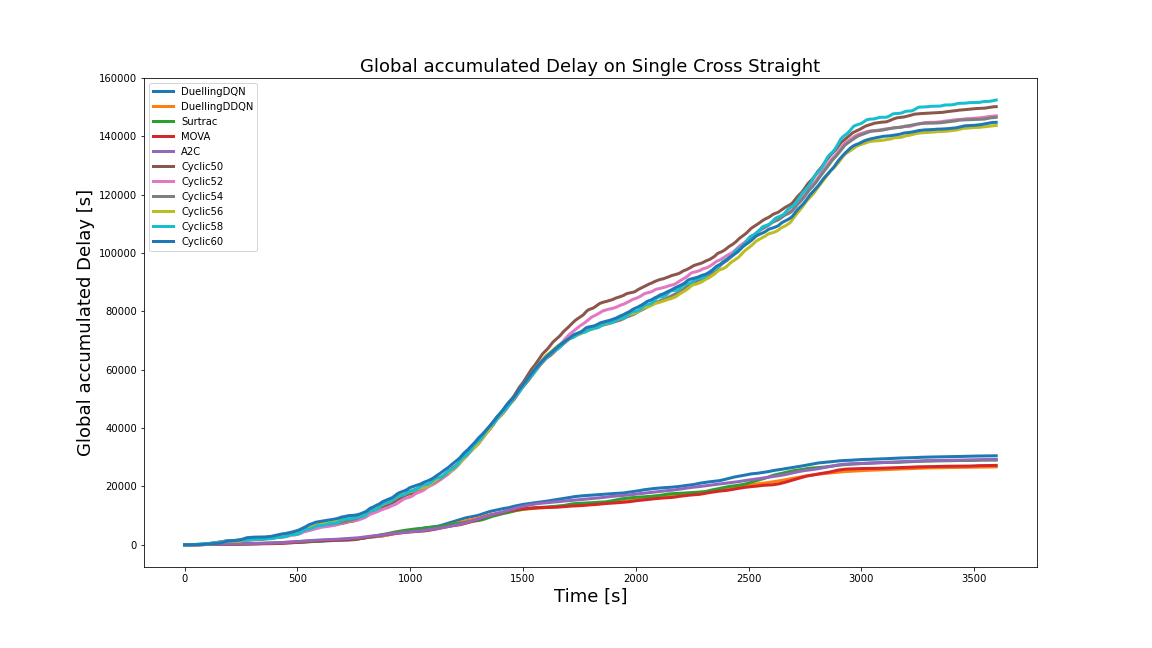 Global accumulated Delay on Single Cross Straight
160000
140000
120000
100000
80000
60000
40000
20000
0
Global accumulated Delay [s]
DuellingDQN
DuellingDDQN
Surtrac
MOVA
A2C
Cyclic50
Cyclic52
Cyclic54
Cyclic56
Cyclic58
Cyclic60
0 500 1000 1500 2000 2500 3000 3500
Time [s]